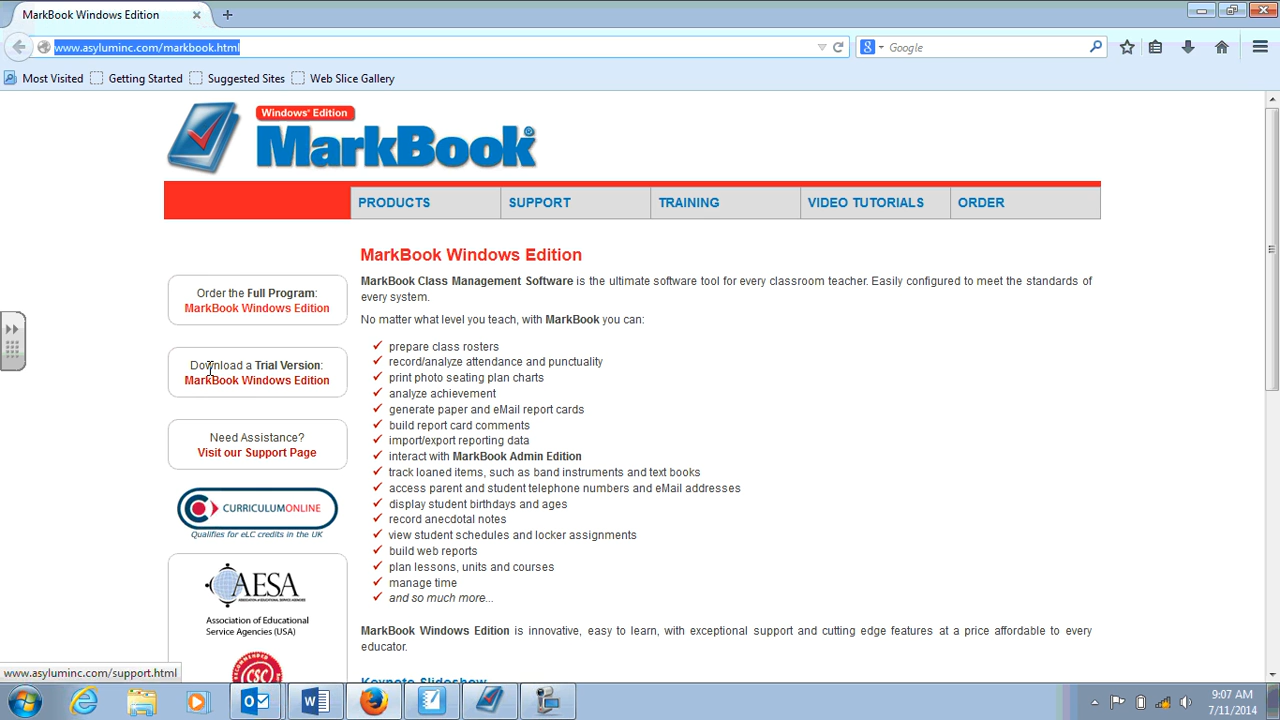 MarkBook Windows Edition
www.asyluminc.com/markbook.html
Google
Most Visited
Getting Started
Suggested Sites
Web Slice Gallery
Windows® Edition
MarkBook®
PRODUCTS
SUPPORT
TRAINING
VIDEO TUTORIALS
ORDER
Order the Full Program:
MarkBook Windows Edition
Download a Trial Version:
MarkBook Windows Edition
Need Assistance?
Visit our Support Page
CURRICULUMONLINE
Qualifies for eLC credits in the UK
AESA
ASSOCIATION OF EDUCATIONAL SERVICE AGENCIES
Association of Educational
Service Agencies (USA)
CSC
MarkBook Windows Edition
MarkBook Class Management Software is the ultimate software tool for every classroom teacher. Easily configured to meet the standards of
every system.
No matter what level you teach, with MarkBook you can:
prepare class rosters
record/analyze attendance and punctuality
print photo seating plan charts
analyze achievement
generate paper and eMail report cards
build report card comments
import/export reporting data
interact with MarkBook Admin Edition
track loaned items, such as band instruments and text books
access parent and student telephone numbers and eMail addresses
display student birthdays and ages
record anecdotal notes
view student schedules and locker assignments
build web reports
plan lessons, units and courses
manage time
and so much more...
MarkBook Windows Edition is innovative, easy to learn, with exceptional support and cutting edge features at a price affordable to every
educator.
Keynote Slideshow
www.asyluminc.com/support.html
9:07 AM
7/11/2014